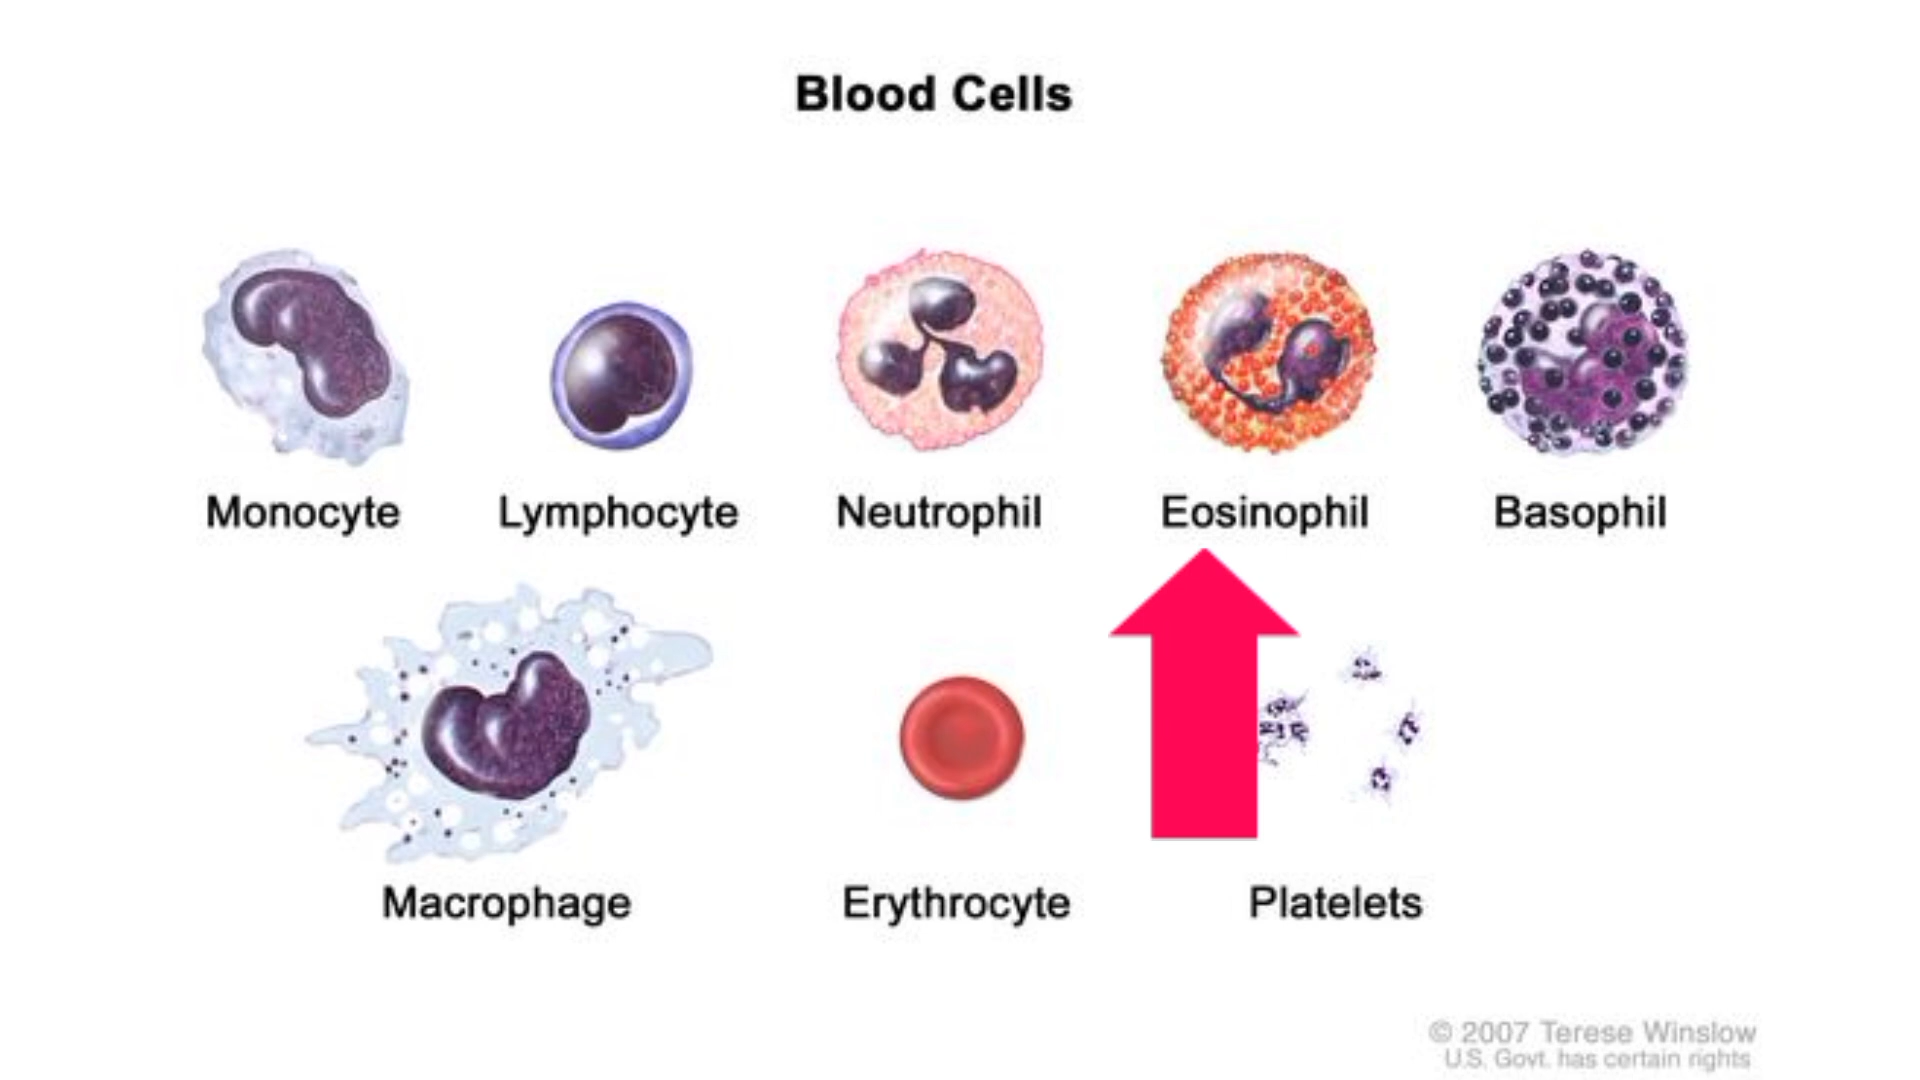 Blood Cells
Monocyte Lymphocyte Neutrophil Eosinophil Basophil
Macrophage Erythrocyte Platelets
© 2007 Terese Winslow
U.S. Govt. has certain rights